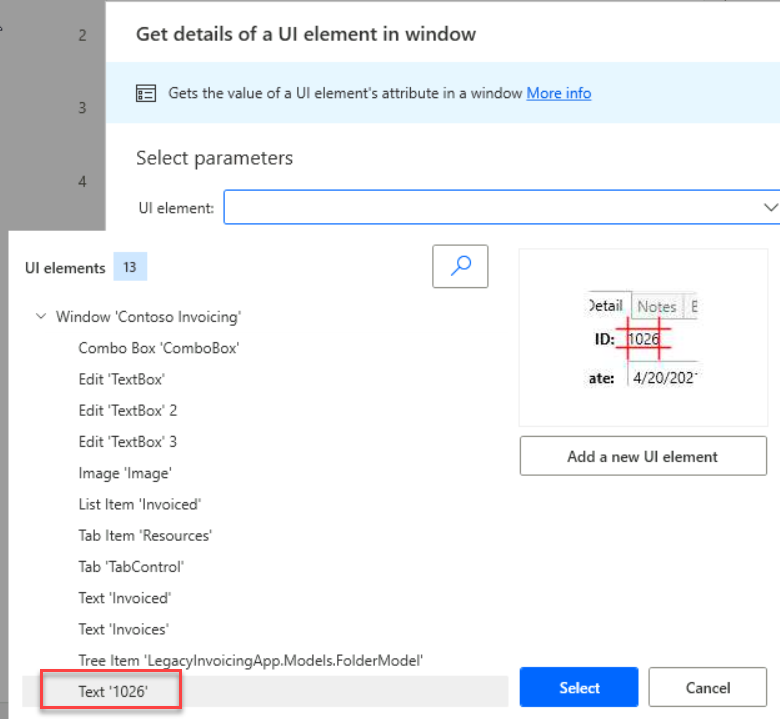 2
Get details of a UI element in window
Gets the value of a UI element's attribute in a window More info
3
Select parameters
4
UI element:
UI elements 13
Window 'Contoso Invoicing'
Combo Box 'ComboBox'
Edit 'TextBox'
Edit 'TextBox' 2
Edit 'TextBox' 3
Image 'Image'
List Item 'Invoiced'
Tab Item 'Resources'
Tab 'TabControl'
Text 'Invoiced'
Text 'Invoices'
Tree Item 'LegacyInvoicingApp.Models.FolderModel'
Text '1026'
Detail Notes
ID: 1026
ate: 4/20/202
Add a new UI element
Select Cancel